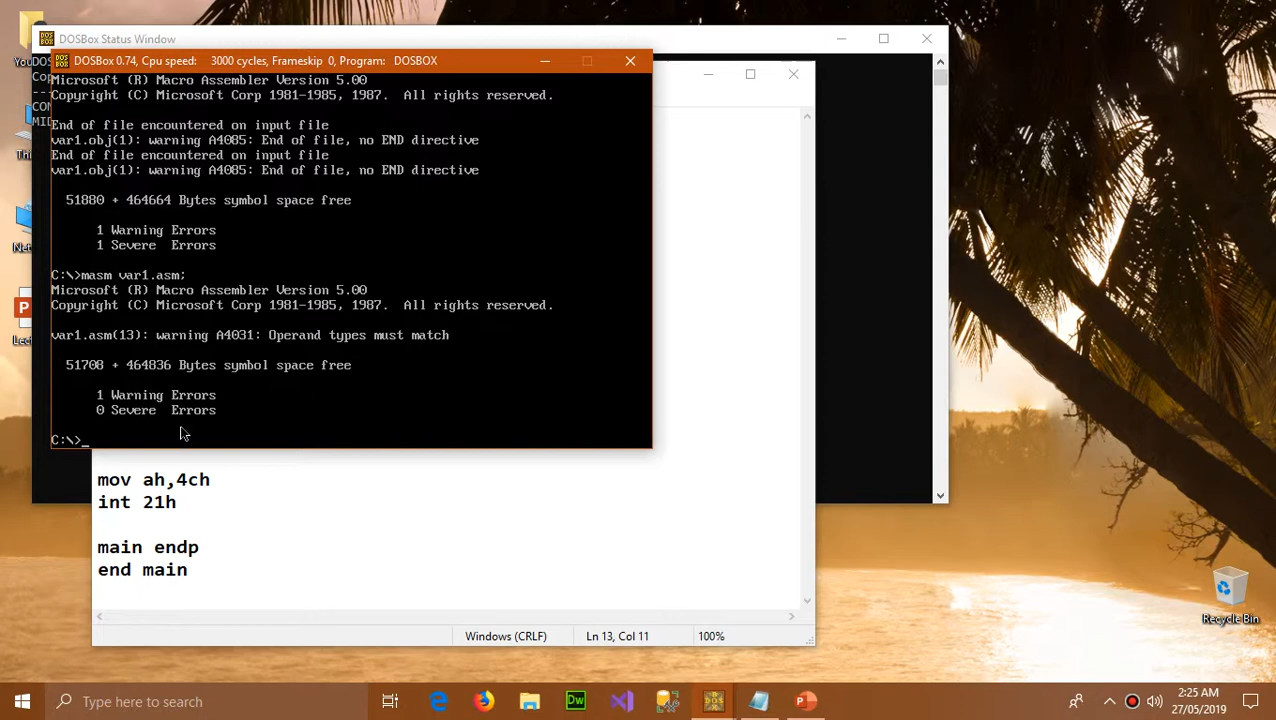 DOSBox Status Window
DOSBox 0.74, Cpu speed: 3000 cycles, Frameskip 0, Program: DOSBOX
Microsoft (R) Macro Assembler Version 5.00
Copyright (C) Microsoft Corp 1981-1985, 1987. All rights reserved.
End of file encountered on input file
var1.obj(1): warning A4085: End of file, no END directive
End of file encountered on input file
var1.obj(1): warning A4085: End of file, no END directive
51880 + 464664 Bytes symbol space free
1 Warning Errors
1 Severe Errors
C:\>masm var1.asm;
Microsoft (R) Macro Assembler Version 5.00
Copyright (C) Microsoft Corp 1981-1985, 1987. All rights reserved.
var1.asm(13): warning A4031: Operand types must match
51708 + 464836 Bytes symbol space free
1 Warning Errors
0 Severe Errors
C:\>_
mov ah,4ch
int 21h
main endp
end main
Windows (CRLF) Ln 13, Col 11 100%
Recycle Bin
Type here to search
2:25 AM
27/05/2019